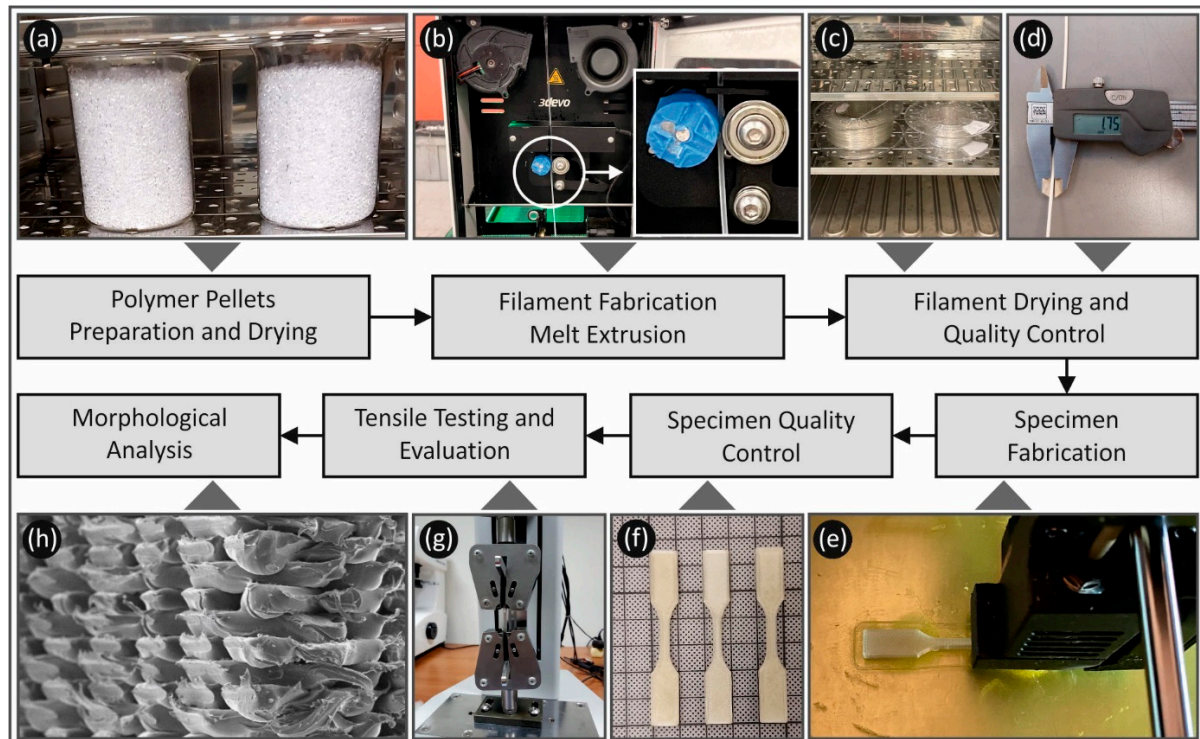 (a)
(b)
(c)
(d)
3devo
1.75
Polymer Pellets
Preparation and Drying
Filament Fabrication
Melt Extrusion
Filament Drying and
Quality Control
Morphological
Analysis
Tensile Testing and
Evaluation
Specimen Quality
Control
Specimen
Fabrication
(h)
(g)
(f)
(e)